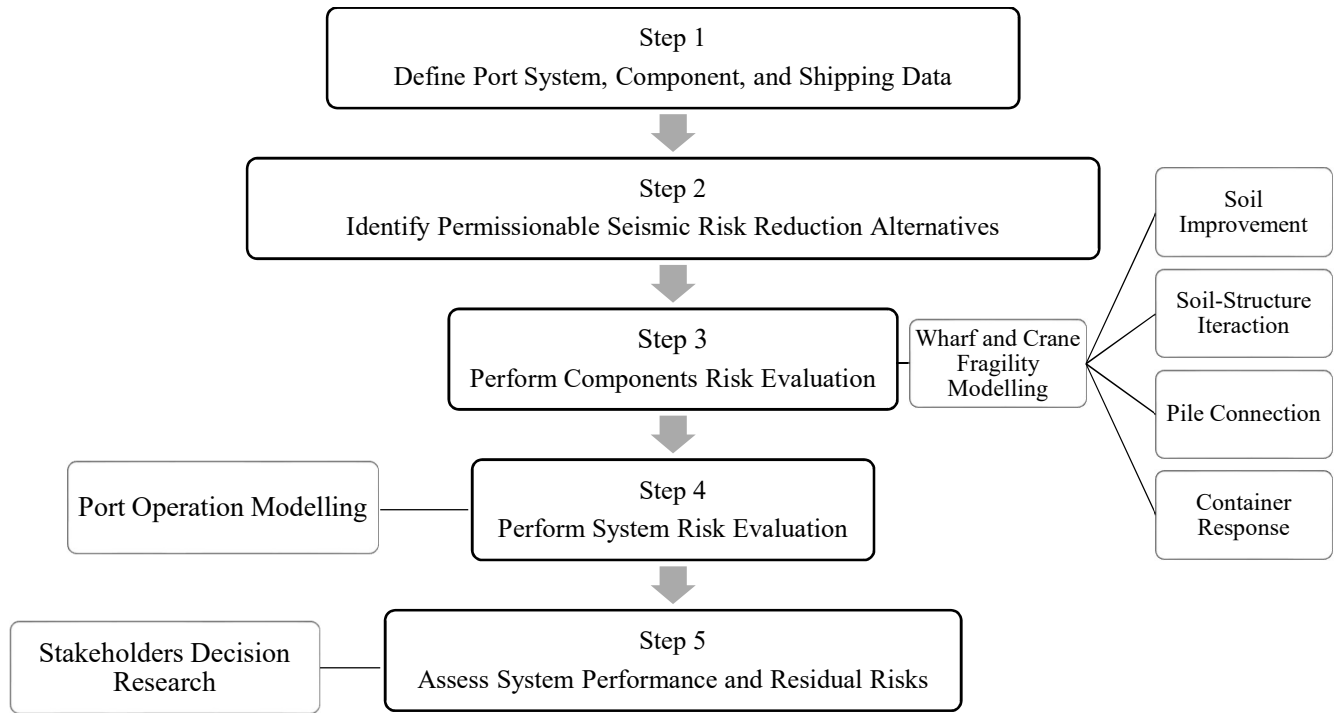 Step 1
Define Port System, Component, and Shipping Data
Step 2
Identify Permissionable Seismic Risk Reduction Alternatives
Step 3
Perform Components Risk Evaluation
Wharf and Crane
Fragility
Modelling
Soil
Improvement
Soil-Structure
Iteraction
Pile Connection
Container
Response
Port Operation Modelling
Step 4
Perform System Risk Evaluation
Stakeholders Decision
Research
Step 5
Assess System Performance and Residual Risks